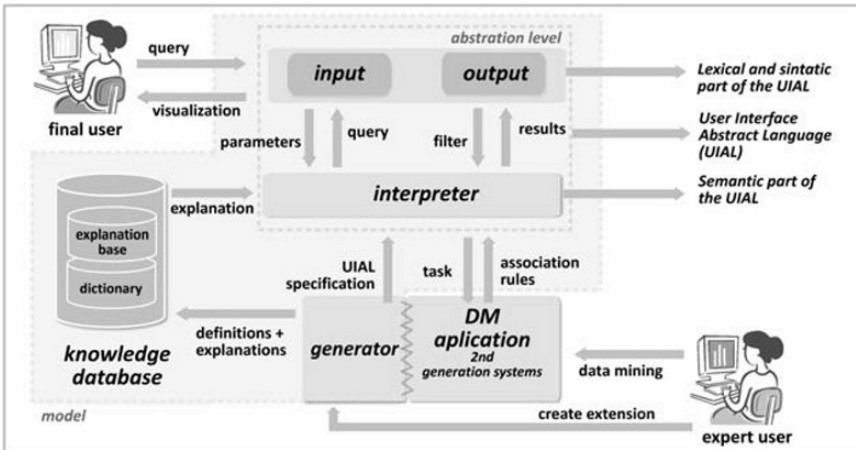 abstration level
query
input
output
Lexical and sintatic
part of the UIAL
visualization
final user
parameters
query
filter
results
User Interface
Abstract Language
(UIAL)
explanation
interpreter
Semantic part of
the UIAL
explanation
base
dictionary
UIAL
specification
task
association
rules
definitions +
explanations
generator
DM
aplication
2nd
generation systems
knowledge
database
data mining
model
create extension
expert user